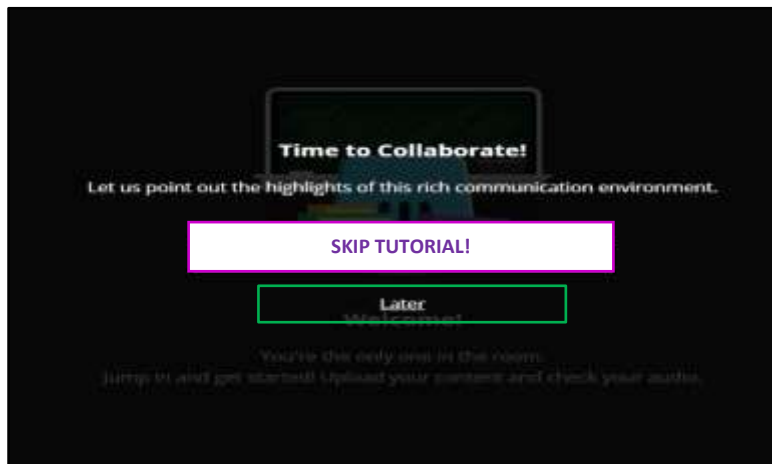 Time to Collaborate!
Let us point out the highlights of this rich communication environment.
SKIP TUTORIAL!
Later
Welcome!
You're the only one in the room.
Jump in and get started! Upload your content and check your audio.